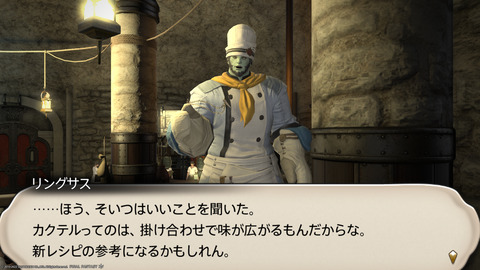 リングサス
……ほう、そいつはいいことを聞いた。
カクテルってのは、掛け合わせで味が広がるもんだからな。
新レシピの参考になるかもしれん。
FINAL FANTASY XIV